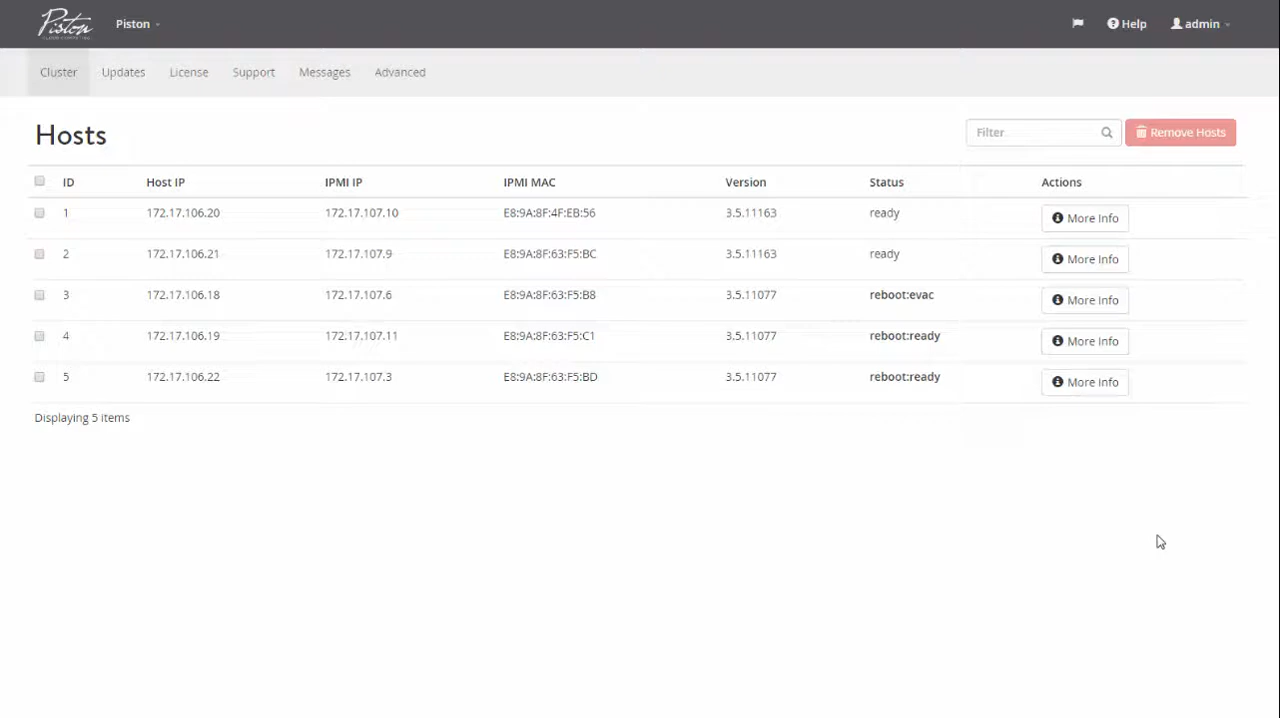 Piston Piston Help admin
Cluster Updates License Support Messages Advanced
Hosts Filter Remove Hosts
ID Host IP IPMI IP IPMI MAC Version Status Actions
1 172.17.106.20 172.17.107.10 E8:9A:8F:4F:EB:56 3.5.11163 ready More Info
2 172.17.106.21 172.17.107.9 E8:9A:8F:63:F5:BC 3.5.11163 ready More Info
3 172.17.106.18 172.17.107.6 E8:9A:8F:63:F5:B8 3.5.11077 reboot:evac More Info
4 172.17.106.19 172.17.107.11 E8:9A:8F:63:F5:C1 3.5.11077 reboot:ready More Info
5 172.17.106.22 172.17.107.3 E8:9A:8F:63:F5:BD 3.5.11077 reboot:ready More Info
Displaying 5 items